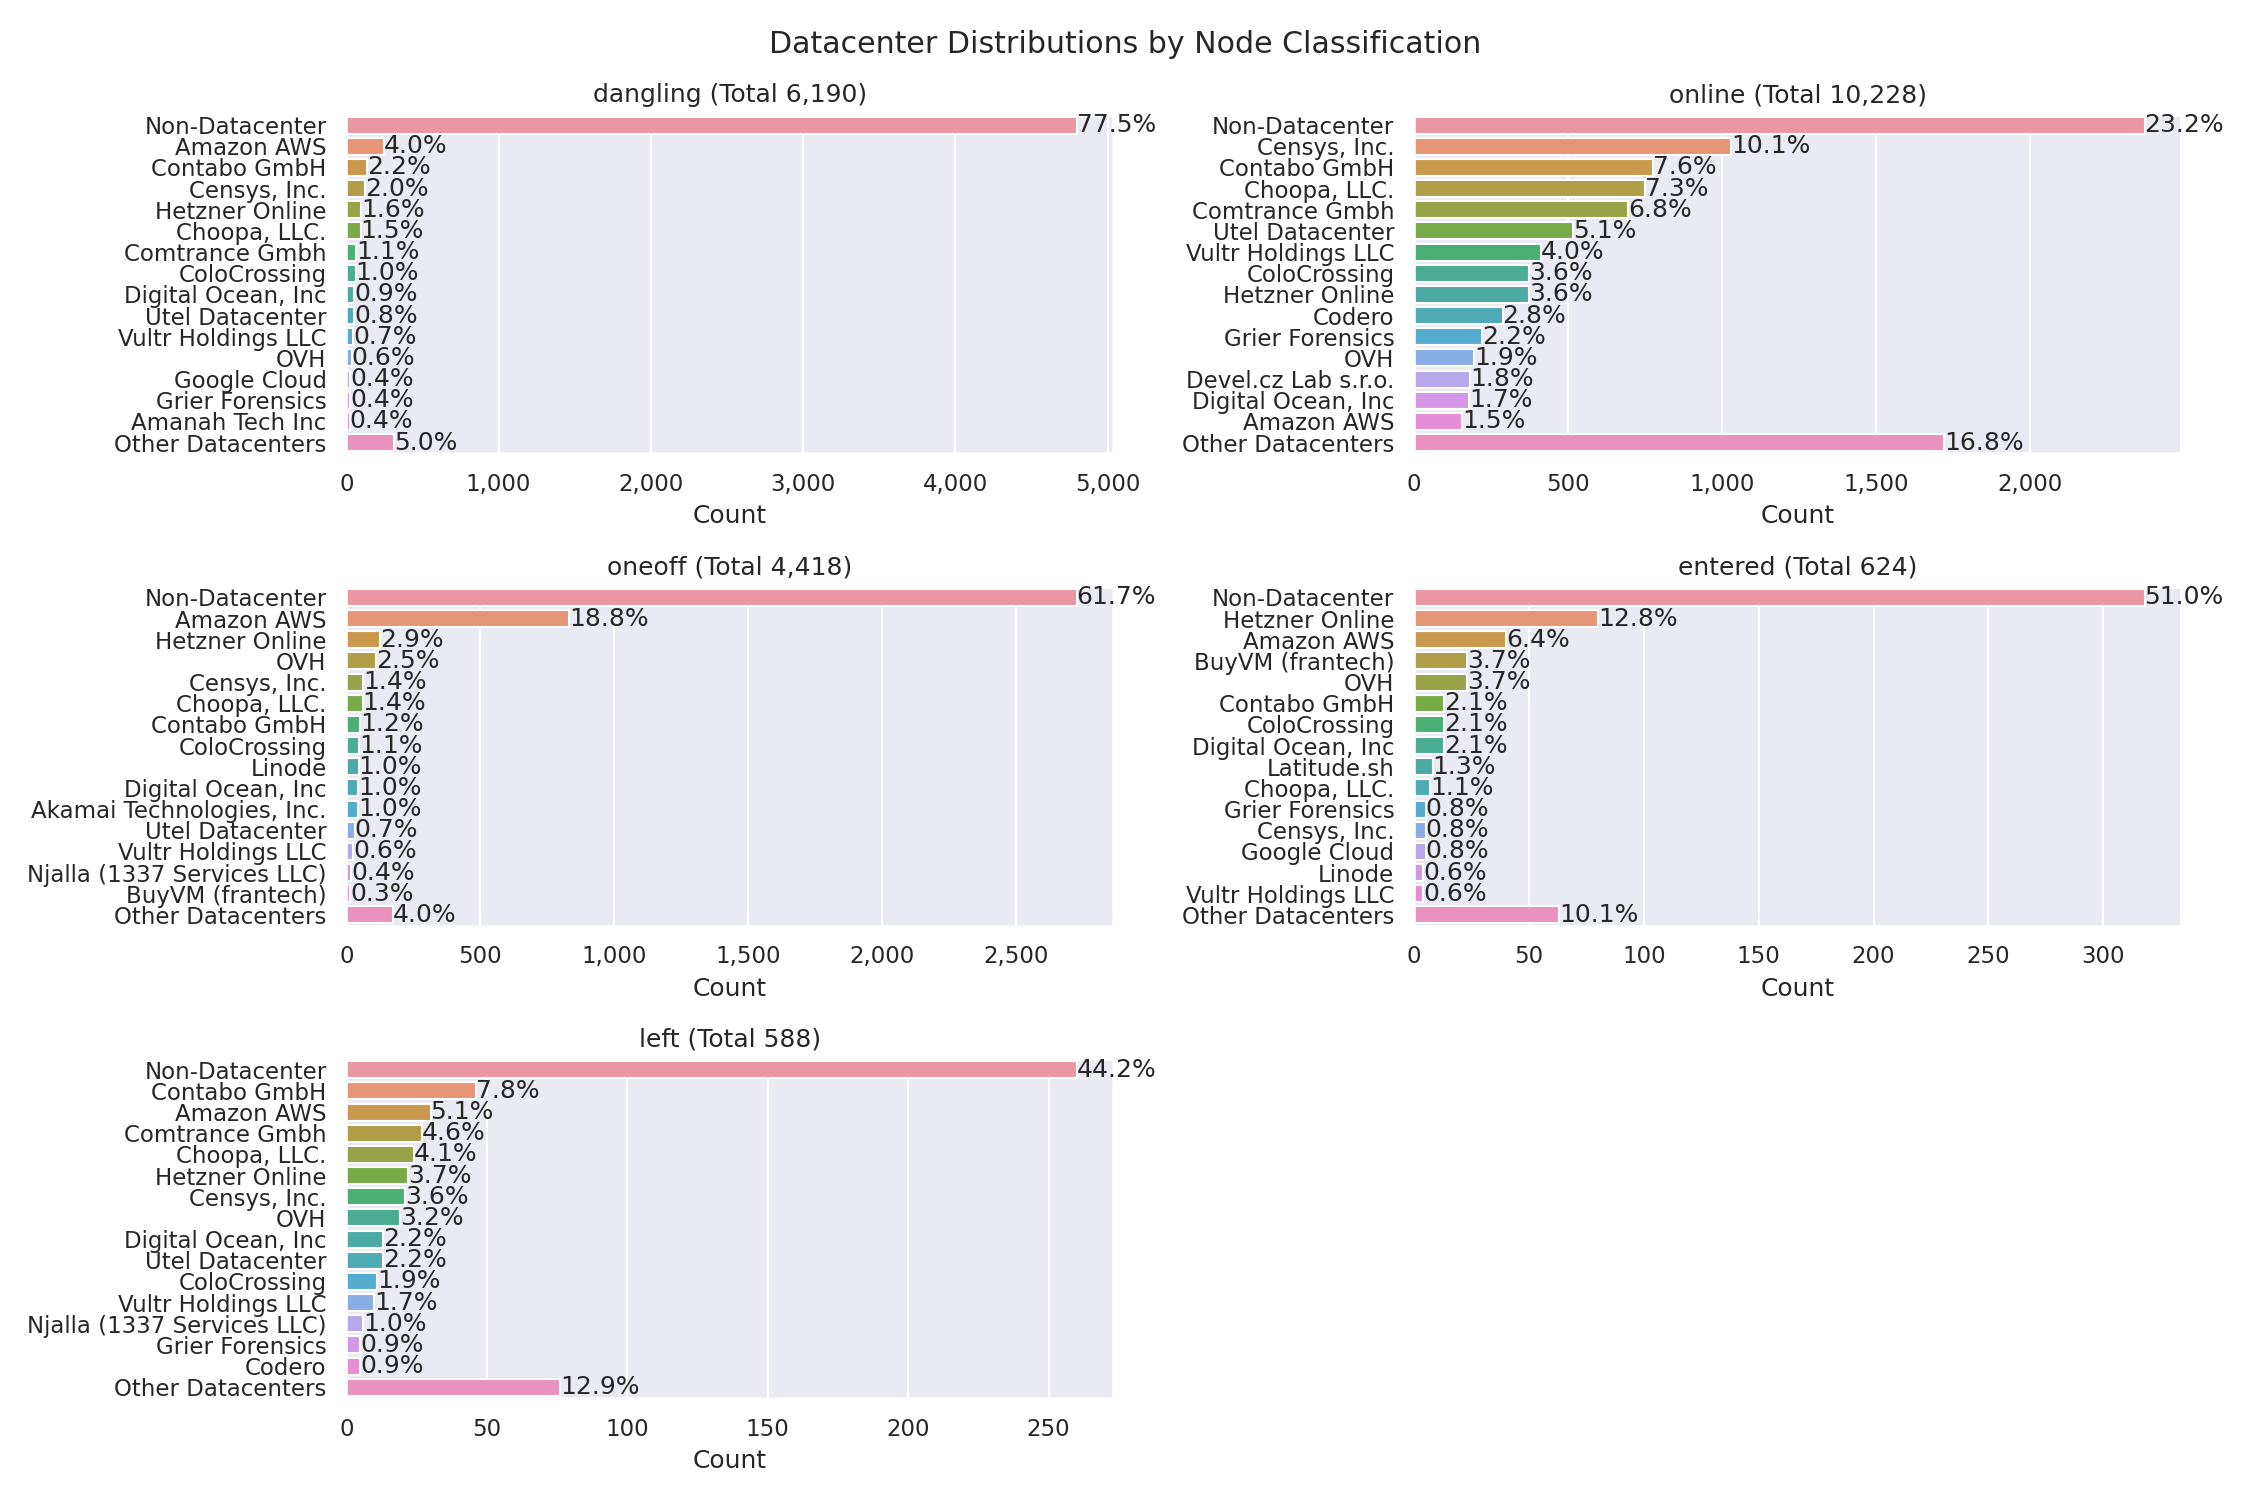 Datacenter Distributions by Node Classification
dangling (Total 6,190)
Non-Datacenter 77.5%
Amazon AWS 4.0%
Contabo GmbH 2.2%
Censys, Inc. 2.0%
Hetzner Online 1.6%
Choopa, LLC. 1.5%
Comtrance Gmbh 1.1%
ColoCrossing 1.0%
Digital Ocean, Inc 0.9%
Utel Datacenter 0.8%
Vultr Holdings LLC 0.7%
OVH 0.6%
Google Cloud 0.4%
Grier Forensics 0.4%
Amanah Tech Inc 0.4%
Other Datacenters 5.0%
0 1,000 2,000 3,000 4,000 5,000
Count
online (Total 10,228)
Non-Datacenter 23.2%
Censys, Inc. 10.1%
Contabo GmbH 7.6%
Choopa, LLC. 7.3%
Comtrance Gmbh 6.8%
Utel Datacenter 5.1%
Vultr Holdings LLC 4.0%
ColoCrossing 3.6%
Hetzner Online 3.6%
Codero 2.8%
Grier Forensics 2.2%
OVH 1.9%
Devel.cz Lab s.r.o. 1.8%
Digital Ocean, Inc 1.7%
Amazon AWS 1.5%
Other Datacenters 16.8%
0 500 1,000 1,500 2,000
Count
oneoff (Total 4,418)
Non-Datacenter 61.7%
Amazon AWS 18.8%
Hetzner Online 2.9%
OVH 2.5%
Censys, Inc. 1.4%
Choopa, LLC. 1.4%
Contabo GmbH 1.2%
ColoCrossing 1.1%
Linode 1.0%
Digital Ocean, Inc 1.0%
Akamai Technologies, Inc. 1.0%
Utel Datacenter 0.7%
Vultr Holdings LLC 0.6%
Njalla (1337 Services LLC) 0.4%
BuyVM (frantech) 0.3%
Other Datacenters 4.0%
0 500 1,000 1,500 2,000 2,500
Count
entered (Total 624)
Non-Datacenter 51.0%
Hetzner Online 12.8%
Amazon AWS 6.4%
BuyVM (frantech) 3.7%
OVH 3.7%
Contabo GmbH 2.1%
ColoCrossing 2.1%
Digital Ocean, Inc 2.1%
Latitude.sh 1.3%
Choopa, LLC. 1.1%
Grier Forensics 0.8%
Censys, Inc. 0.8%
Google Cloud 0.8%
Linode 0.6%
Vultr Holdings LLC 0.6%
Other Datacenters 10.1%
0 50 100 150 200 250 300
Count
left (Total 588)
Non-Datacenter 44.2%
Contabo GmbH 7.8%
Amazon AWS 5.1%
Comtrance Gmbh 4.6%
Choopa, LLC. 4.1%
Hetzner Online 3.7%
Censys, Inc. 3.6%
OVH 3.2%
Digital Ocean, Inc 2.2%
Utel Datacenter 2.2%
ColoCrossing 1.9%
Vultr Holdings LLC 1.7%
Njalla (1337 Services LLC) 1.0%
Grier Forensics 0.9%
Codero 0.9%
Other Datacenters 12.9%
0 50 100 150 200 250
Count